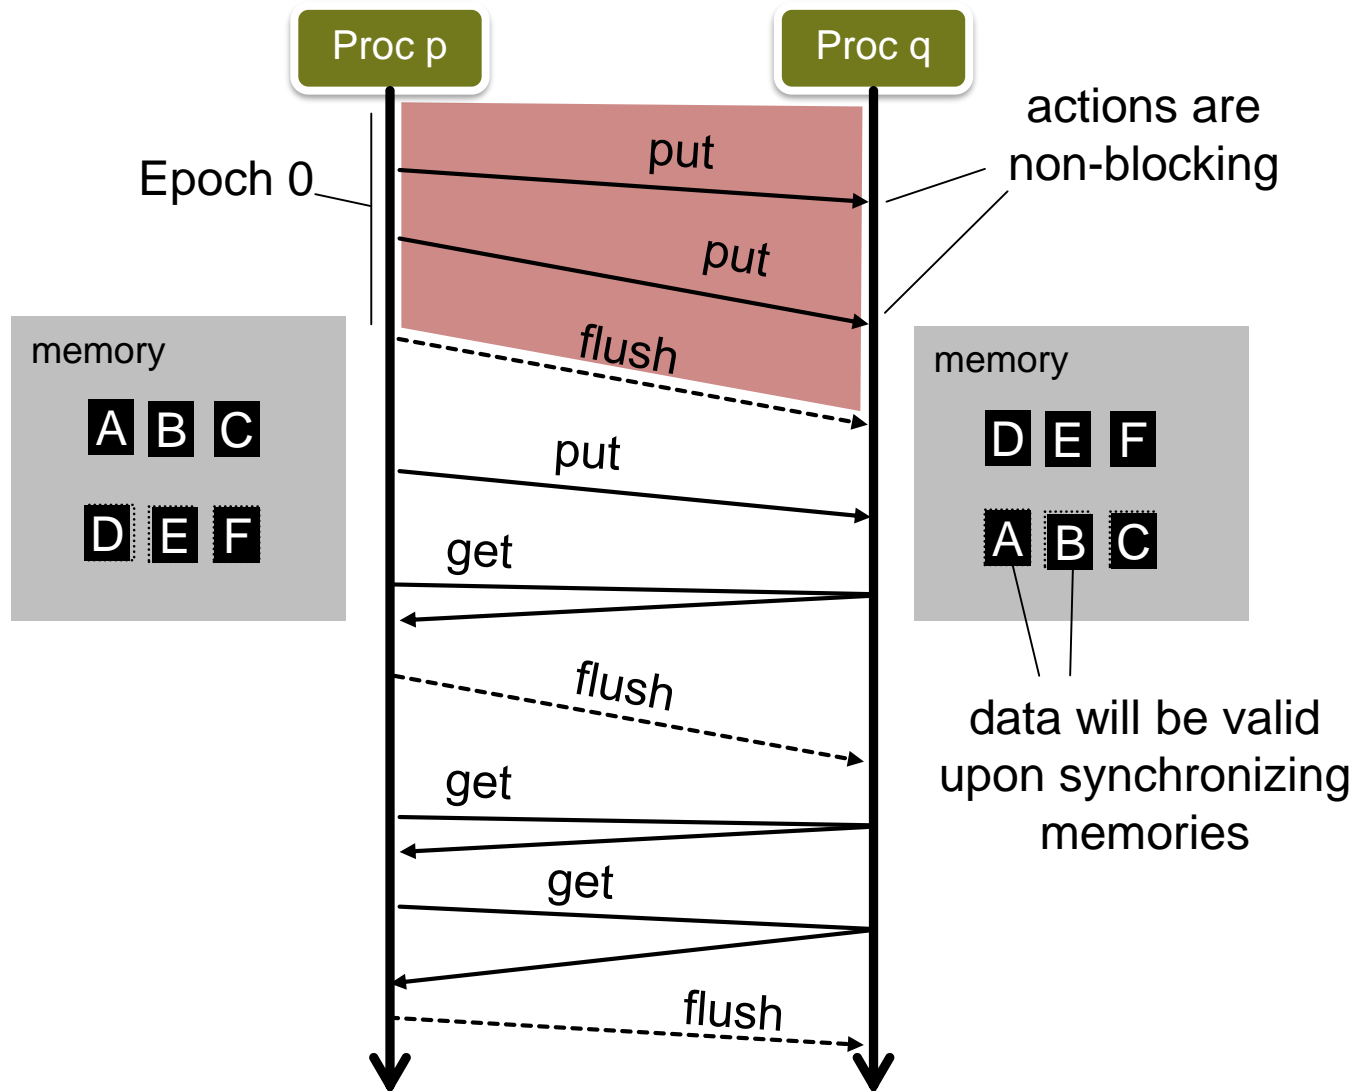 Proc p
Proc q
actions are
non-blocking
put
Epoch 0
put
flush
memory
A B C
D E F
memory
D E F
A B C
put
get
flush
data will be valid
upon synchronizing
memories
get
get
flush